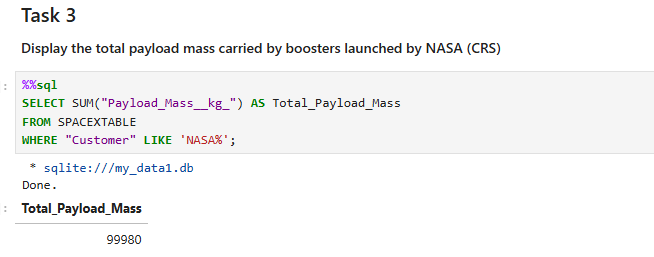 Task 3
Display the total payload mass carried by boosters launched by NASA (CRS)
: %%sql
SELECT SUM("Payload_Mass__kg_") AS Total_Payload_Mass
FROM SPACEXTABLE
WHERE "Customer" LIKE 'NASA%';
* sqlite:///my_data1.db
Done.
: Total_Payload_Mass
99980